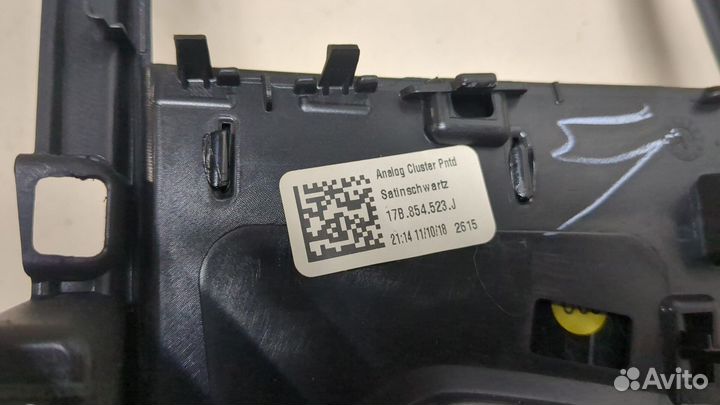 Analog Cluster Pntd
Satinschwartz
17B.854.523.J
21:14 11/10/18 2615
Avito